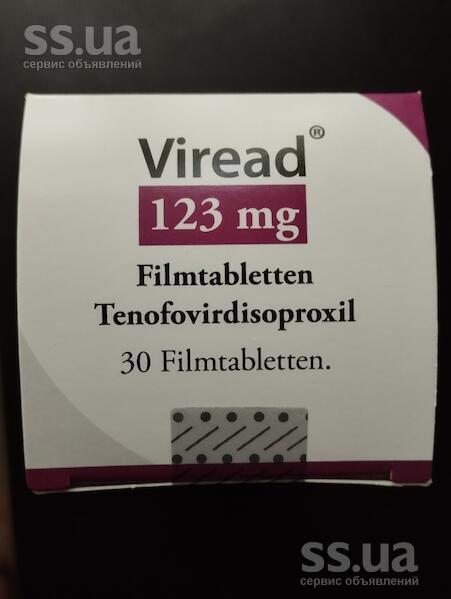 ss.ua
сервис объявлений
Viread®
123 mg
Filmtabletten
Tenofovirdisoproxil
30 Filmtabletten.
ss.ua
сервис объявлений